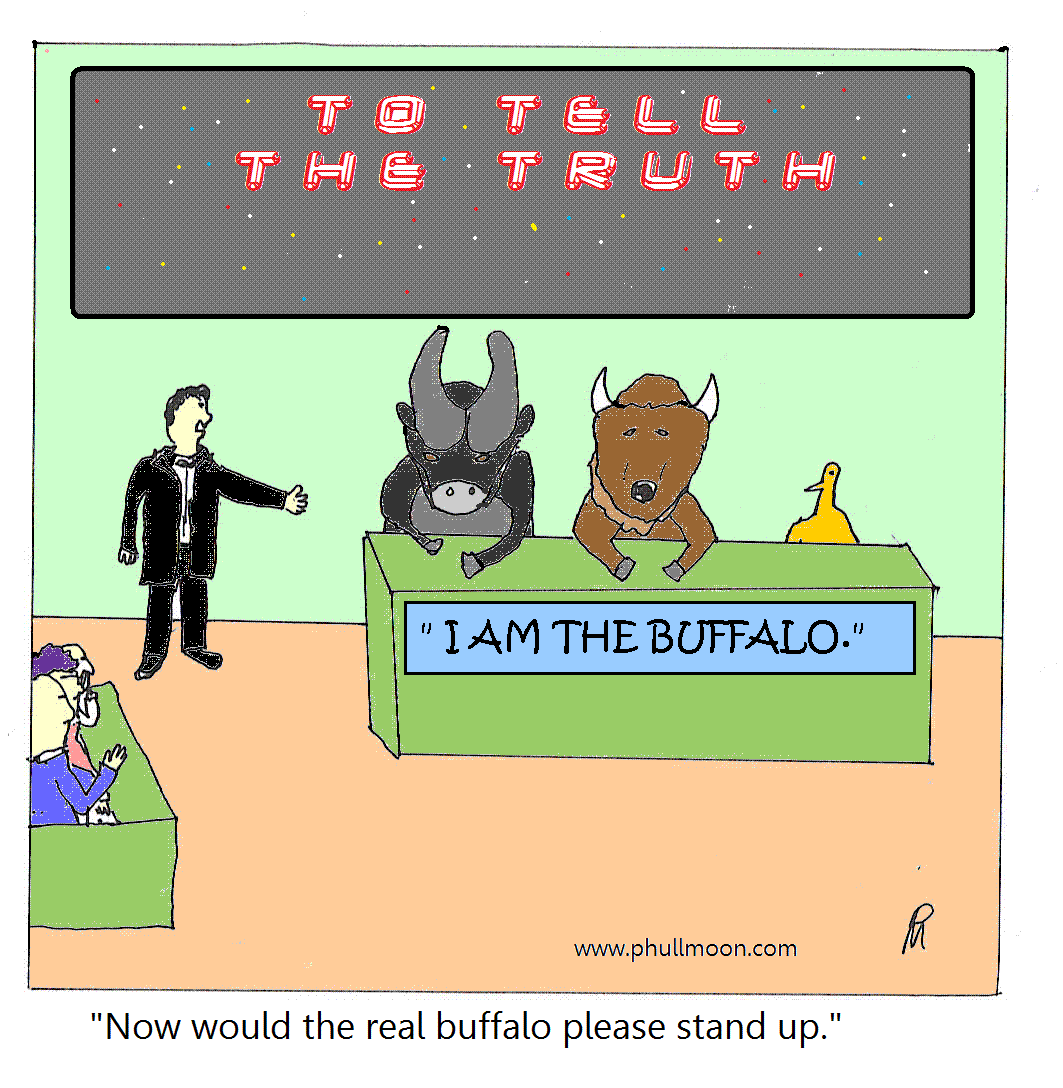 TO TELL
THE TRUTH
" I AM THE BUFFALO."
www.phullmoon.com
"Now would the real buffalo please stand up."